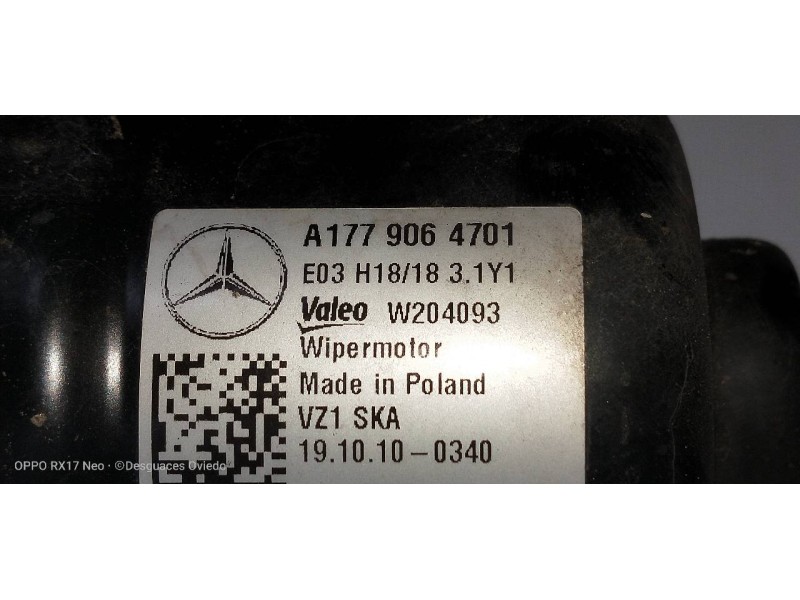 A177 906 4701
E03 H18/18 3.1Y1
Valeo W204093
Wipermotor
Made in Poland
VZ1 SKA
19.10.10-0340
OPPO RX17 Neo · ©Desguaces Oviedo